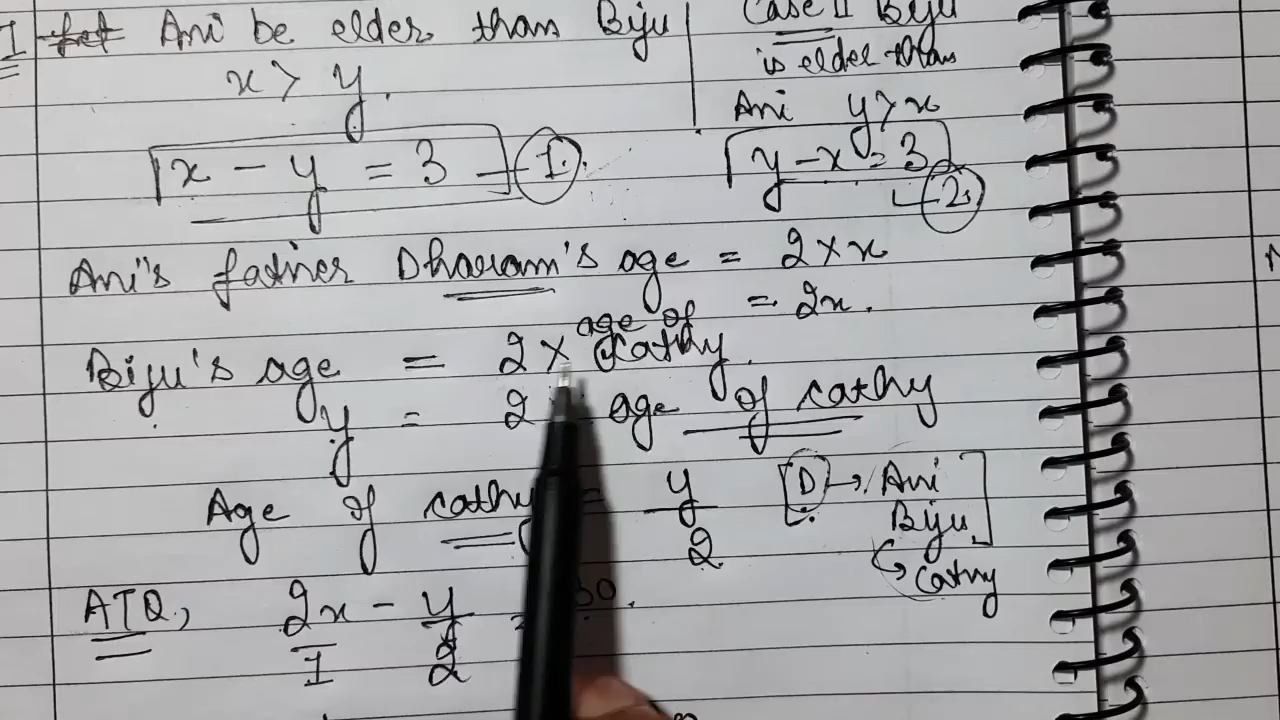 I Ani be elder than Biju
x > y.
x - y = 3 - 1.
Case II Biju
is elder than
Ani y > x
y - x = 3
2.
Ani's father Dharam's age = 2 × x
= 2x.
Biju's age = 2 × age of Cathy.
y = 2 age of cathy
Age of cathy = y/2
[D → Ani
Biju]
Cathy
ATQ, 2x/1 - y/2 = 30.